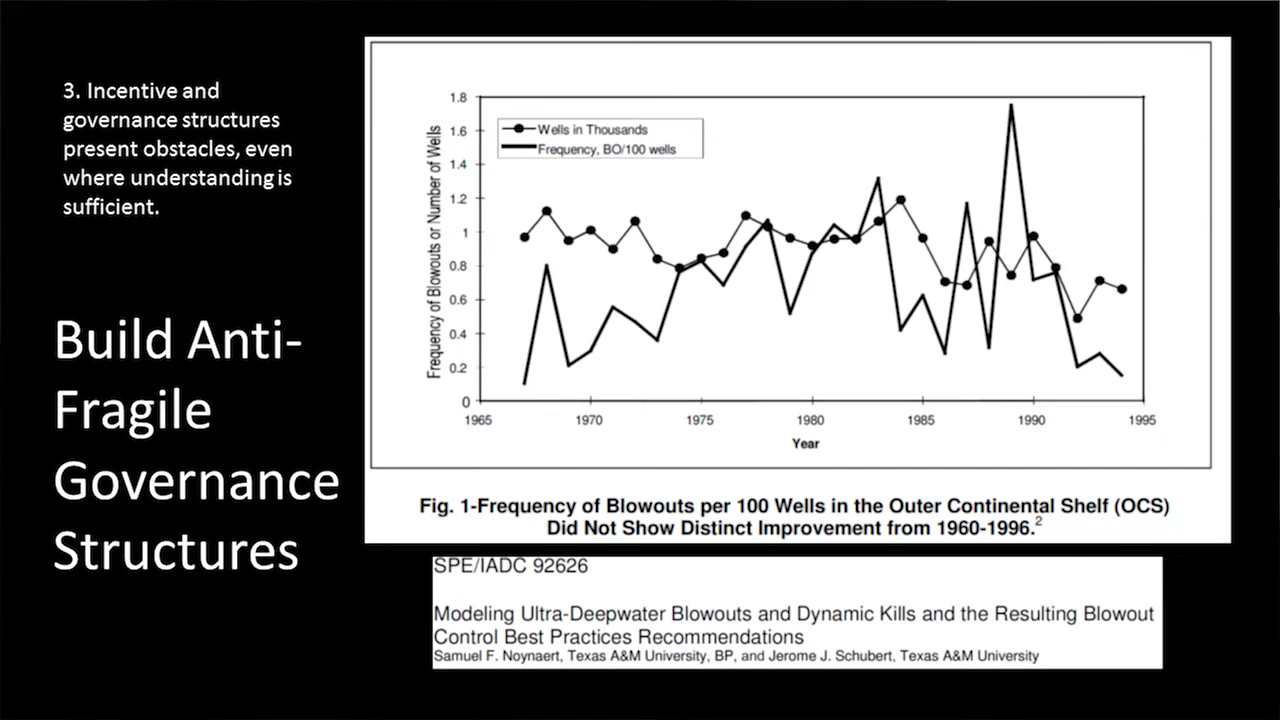 3. Incentive and
governance structures
present obstacles, even
where understanding is
sufficient.
Build Anti-
Fragile
Governance
Structures
1.8
1.6
1.4
1.2
1
0.8
0.6
0.4
0.2
0
Frequency of Blowouts or Number of Wells
Wells in Thousands
Frequency, BO/100 wells
1965 1970 1975 1980 1985 1990 1995
Year
Fig. 1-Frequency of Blowouts per 100 Wells in the Outer Continental Shelf (OCS)
Did Not Show Distinct Improvement from 1960-1996.2
SPE/IADC 92626
Modeling Ultra-Deepwater Blowouts and Dynamic Kills and the Resulting Blowout
Control Best Practices Recommendations
Samuel F. Noynaert, Texas A&M University, BP, and Jerome J. Schubert, Texas A&M University